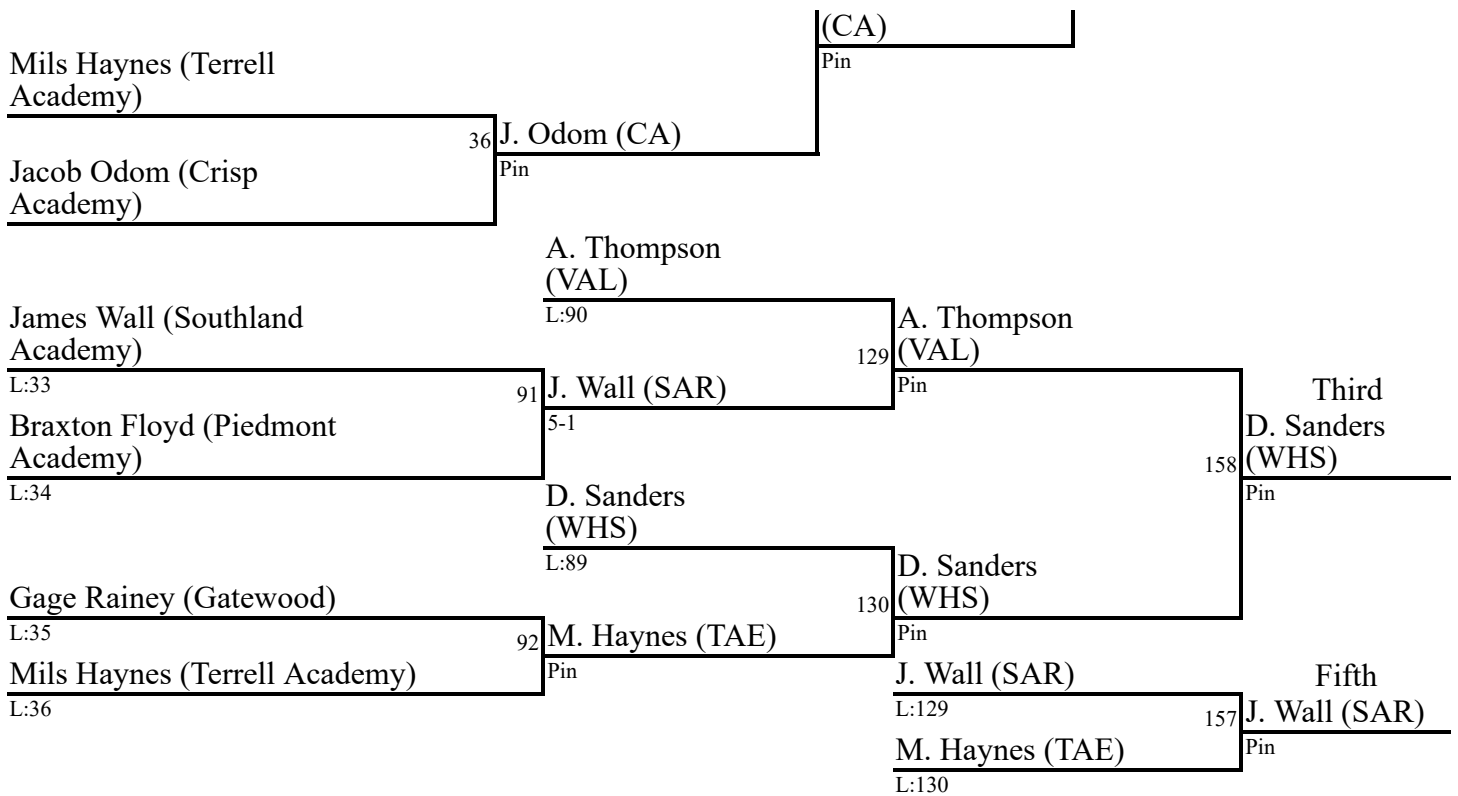 (CA)
Pin
Mils Haynes (Terrell
Academy)
36
J. Odom (CA)
Pin
Jacob Odom (Crisp
Academy)
A. Thompson
(VAL)
L:90
James Wall (Southland
Academy)
L:33
A. Thompson
129
(VAL)
Pin
91
J. Wall (SAR)
5-1
Braxton Floyd (Piedmont
Academy)
L:34
Third
D. Sanders
158
(WHS)
Pin
D. Sanders
(WHS)
L:89
Gage Rainey (Gatewood)
L:35
D. Sanders
130
(WHS)
Pin
92
M. Haynes (TAE)
Pin
Mils Haynes (Terrell Academy)
L:36
J. Wall (SAR)
L:129
Fifth
157
J. Wall (SAR)
Pin
M. Haynes (TAE)
L:130